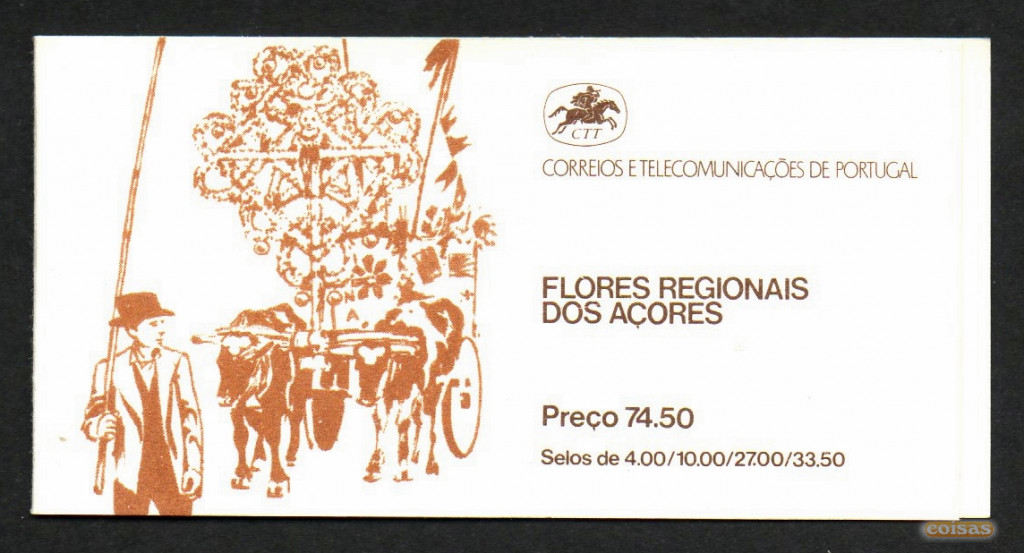 CTT
CORREIOS E TELECOMUNICAÇÕES DE PORTUGAL
FLORES REGIONAIS
DOS AÇORES
Preço 74.50
Selos de 4.00/10.00/27.00/33.50
N
A
coisas